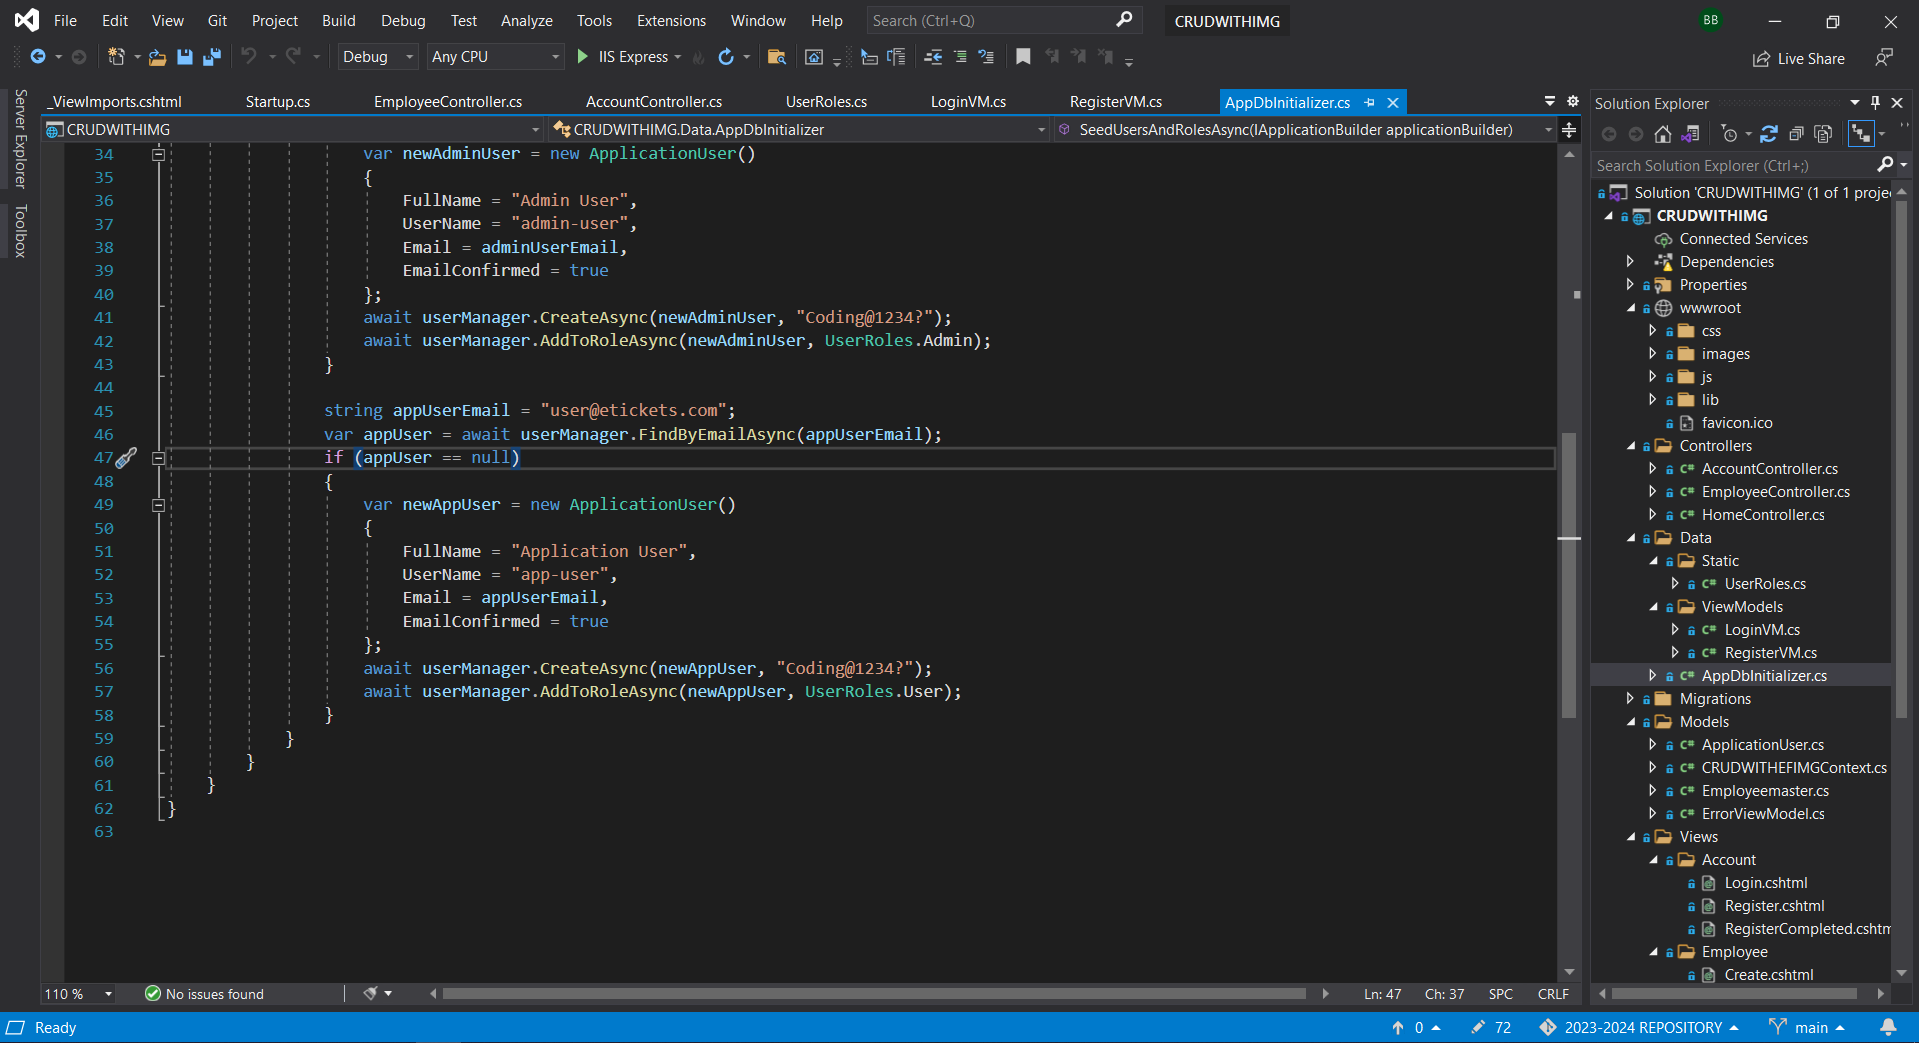 File Edit View Git Project Build Debug Test Analyze Tools Extensions Window Help Search (Ctrl+Q) CRUDWITHIMG BB
Debug Any CPU IIS Express Live Share
_ViewImports.cshtml Startup.cs EmployeeController.cs AccountController.cs UserRoles.cs LoginVM.cs RegisterVM.cs AppDbInitializer.cs
CRUDWITHIMG CRUDWITHIMG.Data.AppDbInitializer SeedUsersAndRolesAsync(IApplicationBuilder applicationBuilder)
Server Explorer
Toolbox
34 var newAdminUser = new ApplicationUser()
35 {
36 FullName = "Admin User",
37 UserName = "admin-user",
38 Email = adminUserEmail,
39 EmailConfirmed = true
40 };
41 await userManager.CreateAsync(newAdminUser, "Coding@1234?");
42 await userManager.AddToRoleAsync(newAdminUser, UserRoles.Admin);
43 }
44
45 string appUserEmail = "user@etickets.com";
46 var appUser = await userManager.FindByEmailAsync(appUserEmail);
47 if (appUser == null)
48 {
49 var newAppUser = new ApplicationUser()
50 {
51 FullName = "Application User",
52 UserName = "app-user",
53 Email = appUserEmail,
54 EmailConfirmed = true
55 };
56 await userManager.CreateAsync(newAppUser, "Coding@1234?");
57 await userManager.AddToRoleAsync(newAppUser, UserRoles.User);
58 }
59 }
60 }
61 }
62 }
63
110 % No issues found Ln: 47 Ch: 37 SPC CRLF
Solution Explorer
Search Solution Explorer (Ctrl+;)
Solution 'CRUDWITHIMG' (1 of 1 proje
CRUDWITHIMG
Connected Services
Dependencies
Properties
wwwroot
css
images
js
lib
favicon.ico
Controllers
C# AccountController.cs
C# EmployeeController.cs
C# HomeController.cs
Data
Static
C# UserRoles.cs
ViewModels
C# LoginVM.cs
C# RegisterVM.cs
C# AppDbInitializer.cs
Migrations
Models
C# ApplicationUser.cs
C# CRUDWITHEFIMGContext.cs
C# Employeemaster.cs
C# ErrorViewModel.cs
Views
Account
Login.cshtml
Register.cshtml
RegisterCompleted.cshtm
Employee
Create.cshtml
Ready 0 72 2023-2024 REPOSITORY main